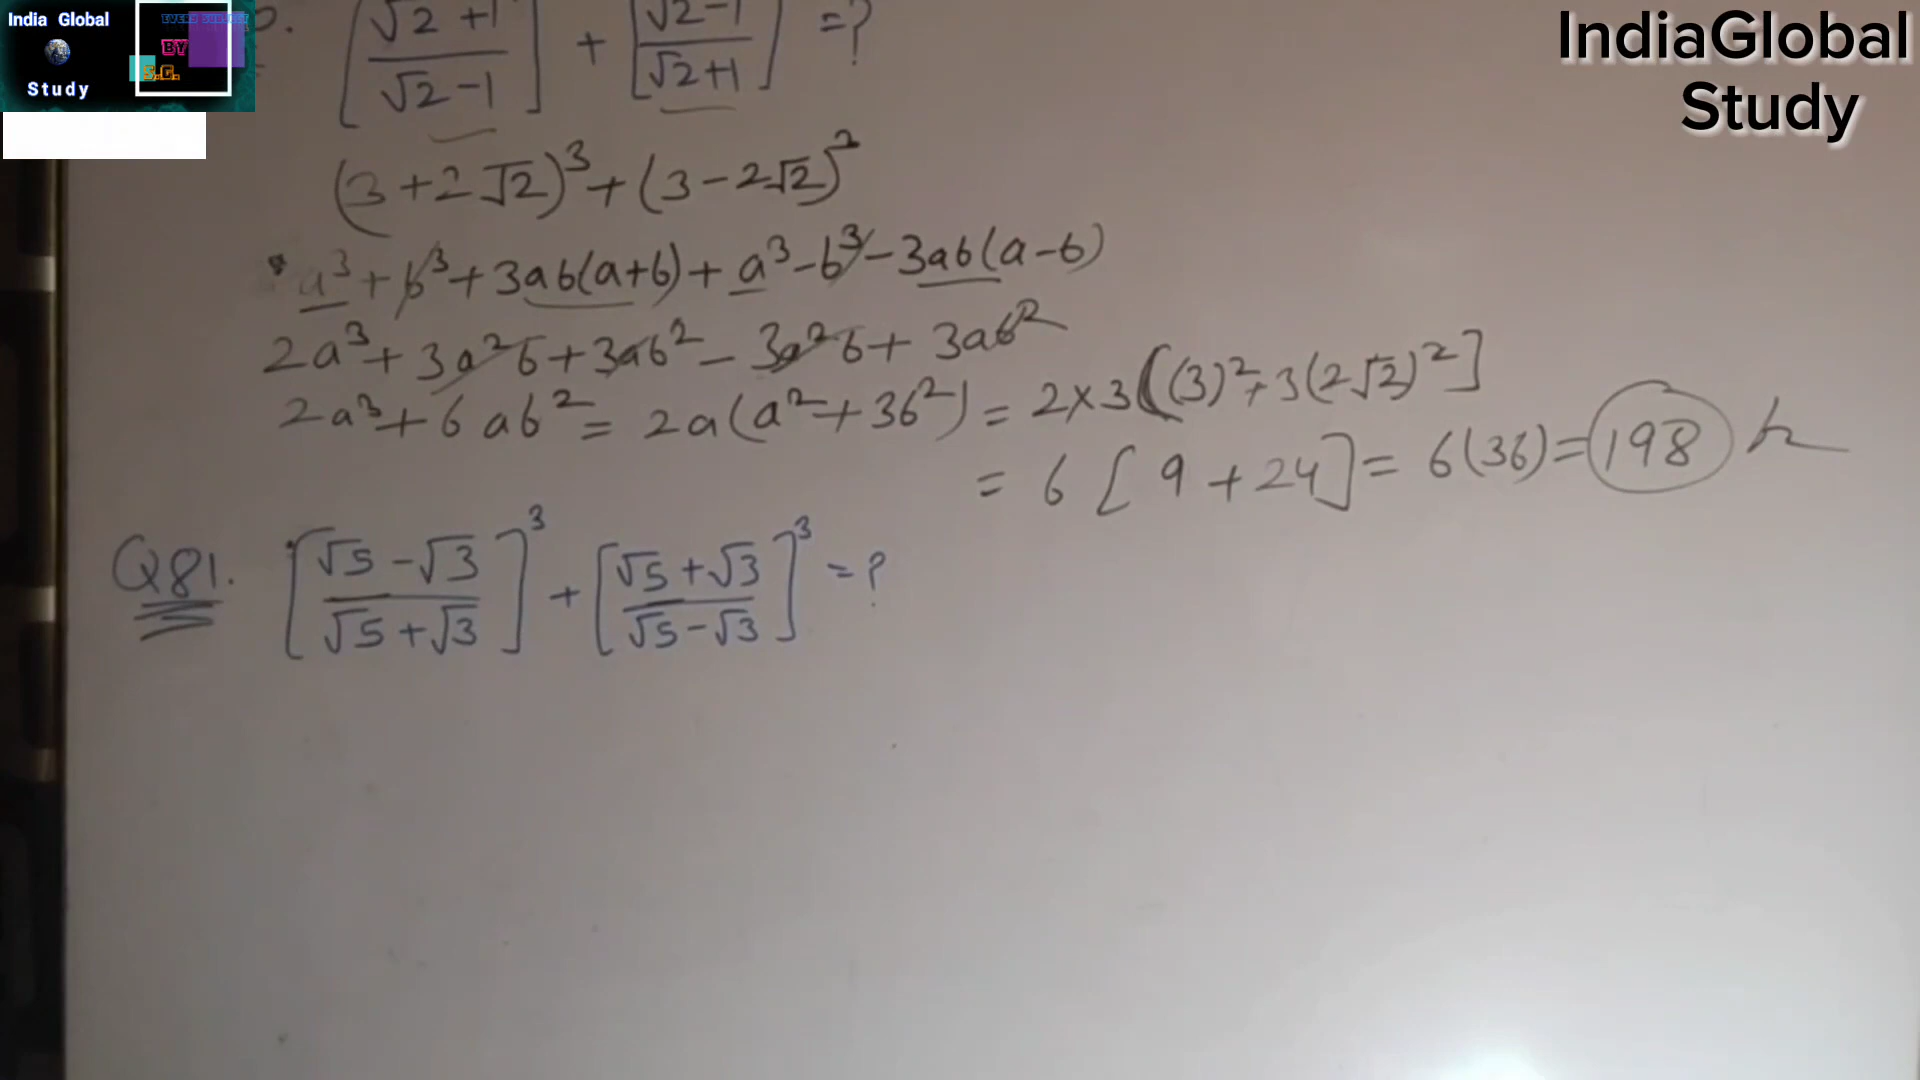 India Global
Study
EVERY SUBJECT
BY
S.G.
IndiaGlobal
Study
[√2+1/√2-1] + [√2-1/√2+1] =?
(3+2√2)³+(3-2√2)²
a³+b³+3ab(a+b)+a³-b³-3ab(a-b)
2a³+3a²b+3ab²-3a²b+3ab²
2a³+6ab²=2a(a²+3b²)=2×3[(3)²+3(2√2)²]
=6[9+24]=6(36)=198
Q81. [√5-√3/√5+√3]³+[√5+√3/√5-√3]³=?